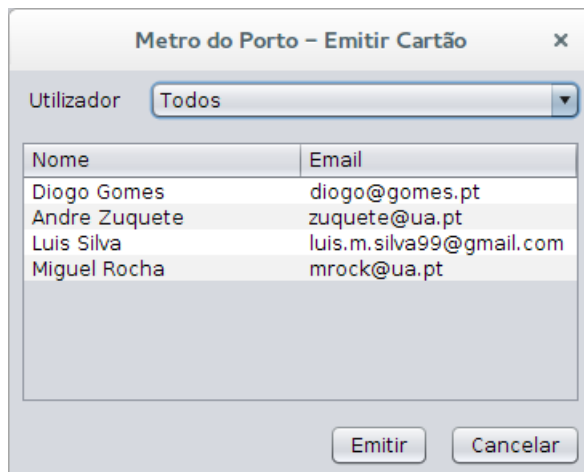 Metro do Porto – Emitir Cartão ×
Utilizador Todos
Nome Email
Diogo Gomes diogo@gomes.pt
Andre Zuquete zuquete@ua.pt
Luis Silva luis.m.silva99@gmail.com
Miguel Rocha mrock@ua.pt
Emitir Cancelar